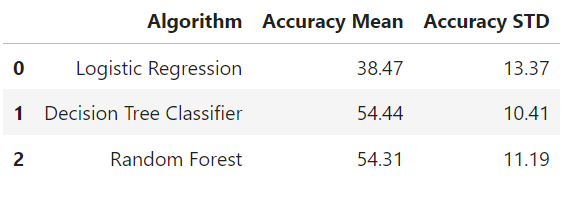 Algorithm Accuracy Mean Accuracy STD
0 Logistic Regression 38.47 13.37
1 Decision Tree Classifier 54.44 10.41
2 Random Forest 54.31 11.19